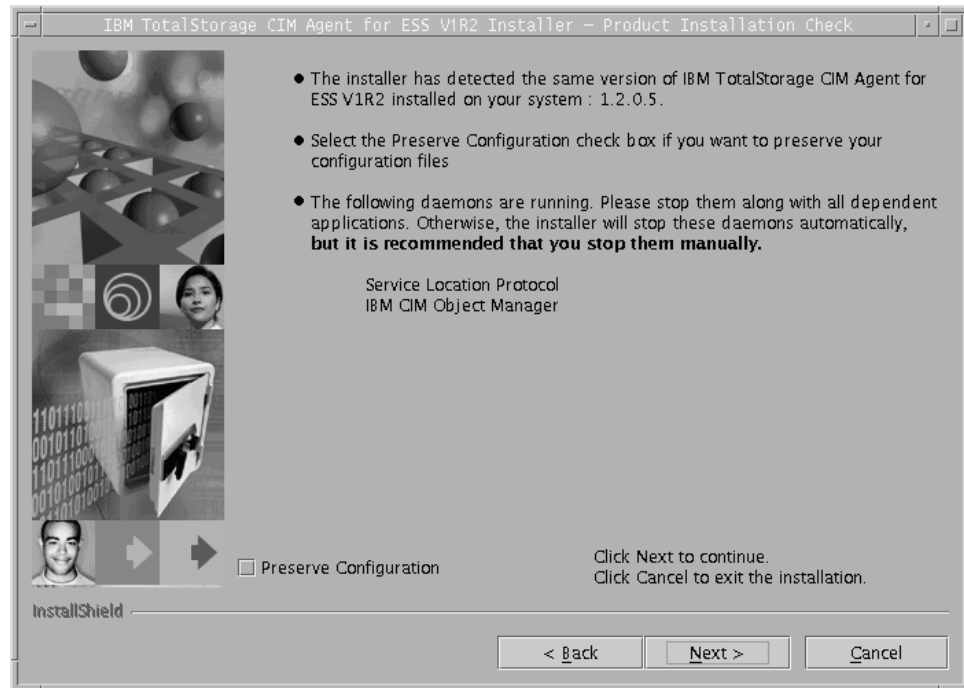 IBM TotalStorage CIM Agent for ESS V1R2 Installer – Product Installation Check
● The installer has detected the same version of IBM TotalStorage CIM Agent for
ESS V1R2 installed on your system : 1.2.0.5.
● Select the Preserve Configuration check box if you want to preserve your
configuration files
● The following daemons are running. Please stop them along with all dependent
applications. Otherwise, the installer will stop these daemons automatically,
but it is recommended that you stop them manually.
Service Location Protocol
IBM CIM Object Manager
Preserve Configuration
Click Next to continue.
Click Cancel to exit the installation.
InstallShield
< Back
Next >
Cancel